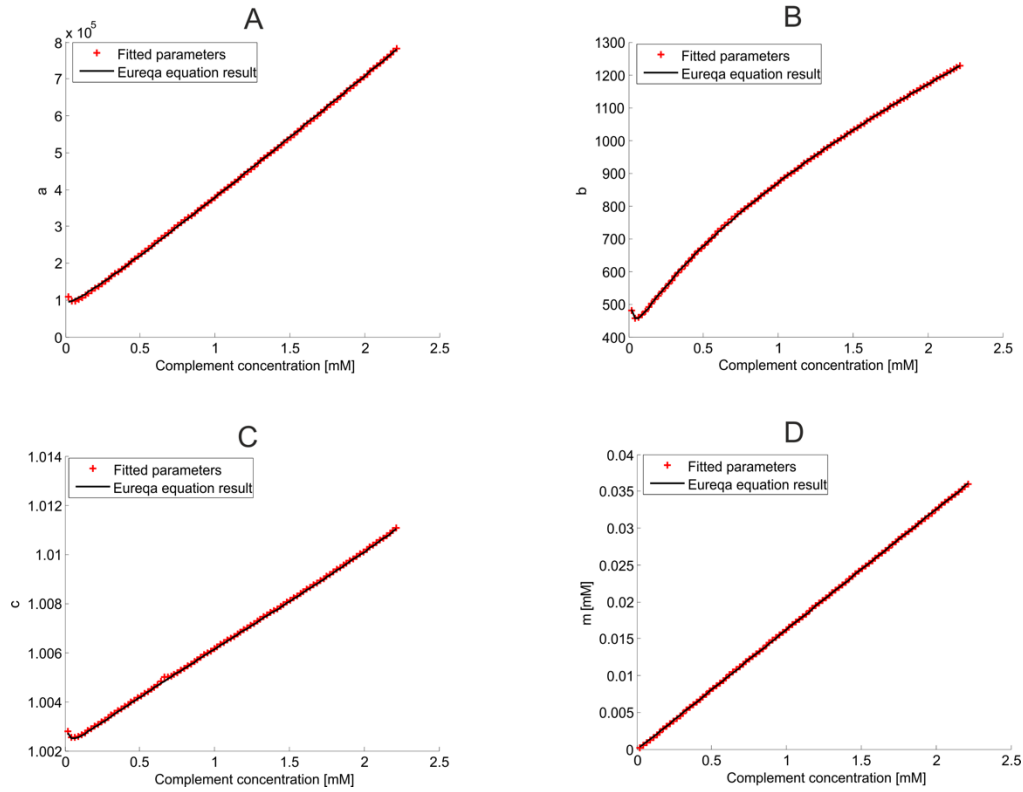 A
x 10⁵
8
7
6
5
4
3
2
1
0
a
Fitted parameters
Eureqa equation result
0 0.5 1 1.5 2 2.5
Complement concentration [mM]
B
1300
1200
1100
1000
900
800
700
600
500
400
b
Fitted parameters
Eureqa equation result
0 0.5 1 1.5 2 2.5
Complement concentration [mM]
C
1.014
1.012
1.01
1.008
1.006
1.004
1.002
c
Fitted parameters
Eureqa equation result
0 0.5 1 1.5 2 2.5
Complement concentration [mM]
D
0.04
0.035
0.03
0.025
0.02
0.015
0.01
0.005
0
m [mM]
Fitted parameters
Eureqa equation result
0.5 1 1.5 2 2.5
Complement concentration [mM]